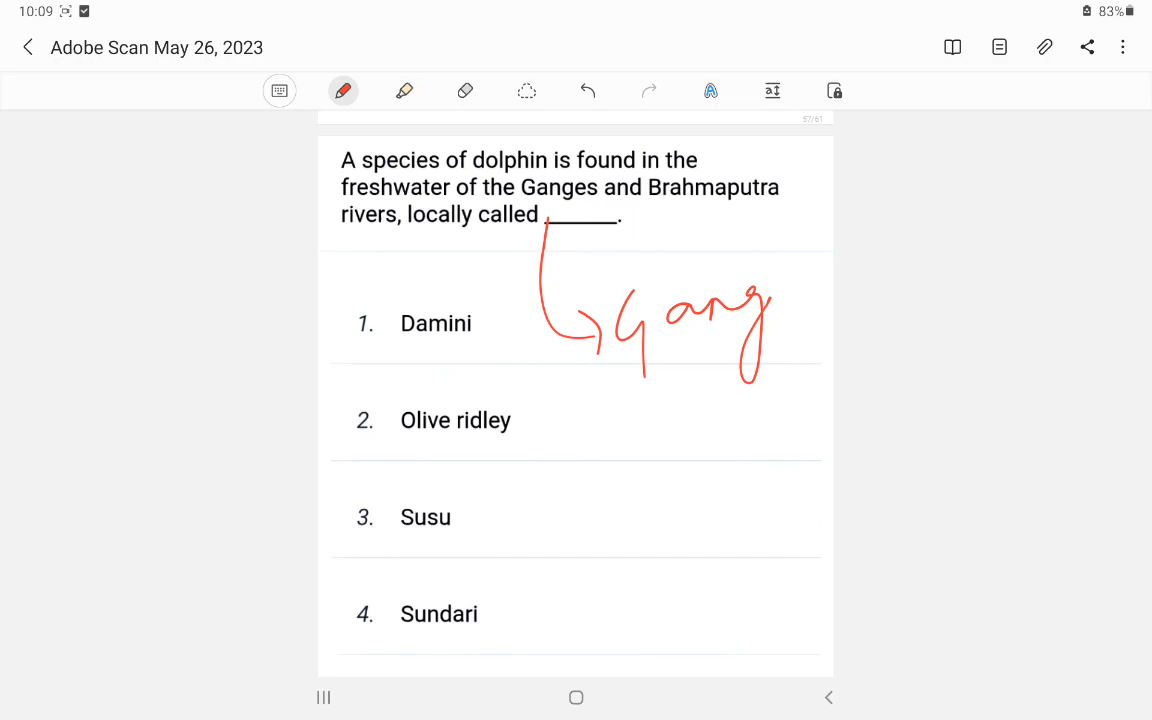 10:09
83%
Adobe Scan May 26, 2023
57/61
A species of dolphin is found in the
freshwater of the Ganges and Brahmaputra
rivers, locally called ______.
Gang
1. Damini
2. Olive ridley
3. Susu
4. Sundari